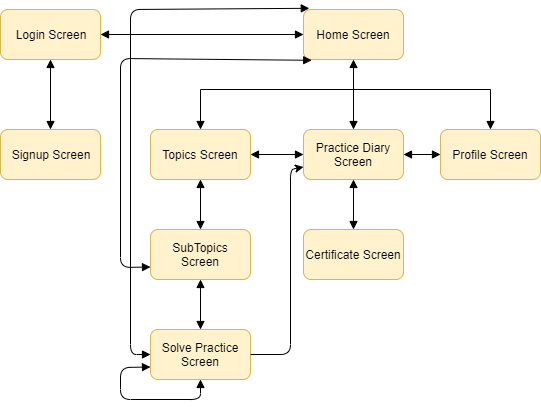 Login Screen
Home Screen
Signup Screen
Topics Screen
Practice Diary
Screen
Profile Screen
SubTopics
Screen
Certificate Screen
Solve Practice
Screen